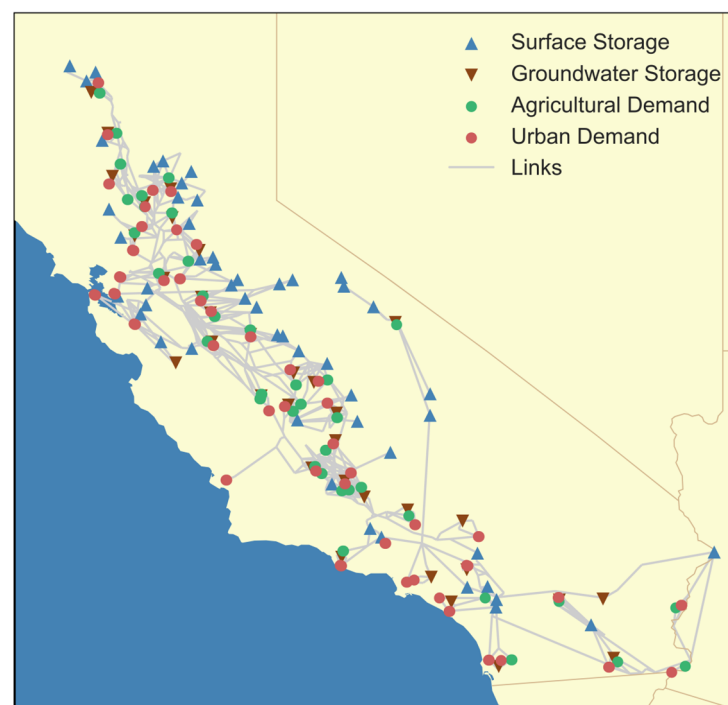 Surface Storage
Groundwater Storage
Agricultural Demand
Urban Demand
Links